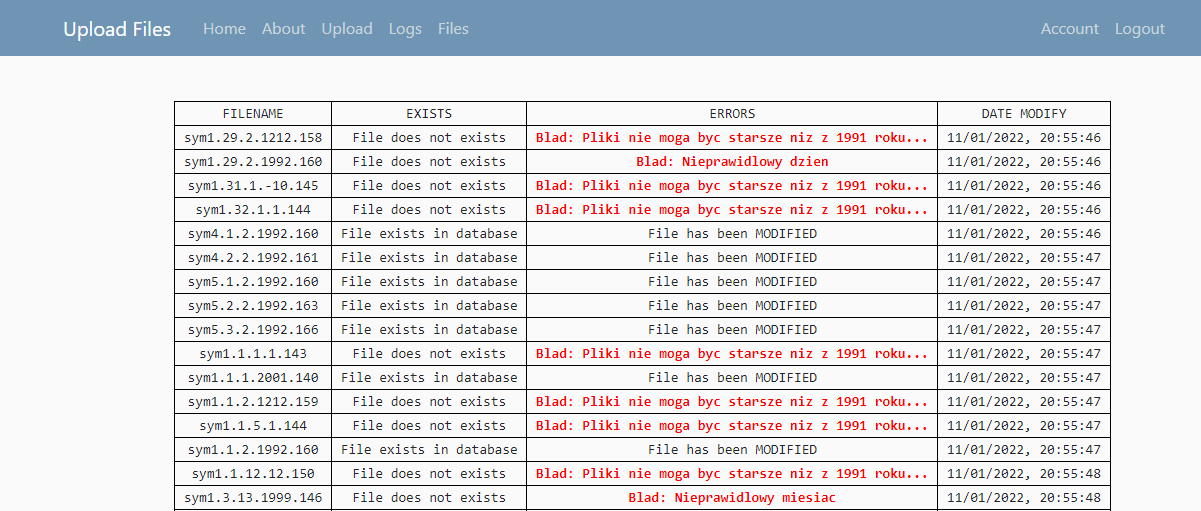 Upload Files Home About Upload Logs Files Account Logout
FILENAME EXISTS ERRORS DATE MODIFY
sym1.29.2.1212.158 File does not exists Blad: Pliki nie moga byc starsze niz z 1991 roku... 11/01/2022, 20:55:46
sym1.29.2.1992.160 File does not exists Blad: Nieprawidlowy dzien 11/01/2022, 20:55:46
sym1.31.1.-10.145 File does not exists Blad: Pliki nie moga byc starsze niz z 1991 roku... 11/01/2022, 20:55:46
sym1.32.1.1.144 File does not exists Blad: Pliki nie moga byc starsze niz z 1991 roku... 11/01/2022, 20:55:46
sym4.1.2.1992.160 File exists in database File has been MODIFIED 11/01/2022, 20:55:46
sym4.2.2.1992.161 File exists in database File has been MODIFIED 11/01/2022, 20:55:47
sym5.1.2.1992.160 File exists in database File has been MODIFIED 11/01/2022, 20:55:47
sym5.2.2.1992.163 File exists in database File has been MODIFIED 11/01/2022, 20:55:47
sym5.3.2.1992.166 File exists in database File has been MODIFIED 11/01/2022, 20:55:47
sym1.1.1.1.143 File does not exists Blad: Pliki nie moga byc starsze niz z 1991 roku... 11/01/2022, 20:55:47
sym1.1.1.2001.140 File exists in database File has been MODIFIED 11/01/2022, 20:55:47
sym1.1.2.1212.159 File does not exists Blad: Pliki nie moga byc starsze niz z 1991 roku... 11/01/2022, 20:55:47
sym1.1.5.1.144 File does not exists Blad: Pliki nie moga byc starsze niz z 1991 roku... 11/01/2022, 20:55:47
sym1.1.2.1992.160 File exists in database File has been MODIFIED 11/01/2022, 20:55:47
sym1.1.12.12.150 File does not exists Blad: Pliki nie moga byc starsze niz z 1991 roku... 11/01/2022, 20:55:48
sym1.3.13.1999.146 File does not exists Blad: Nieprawidlowy miesiac 11/01/2022, 20:55:48